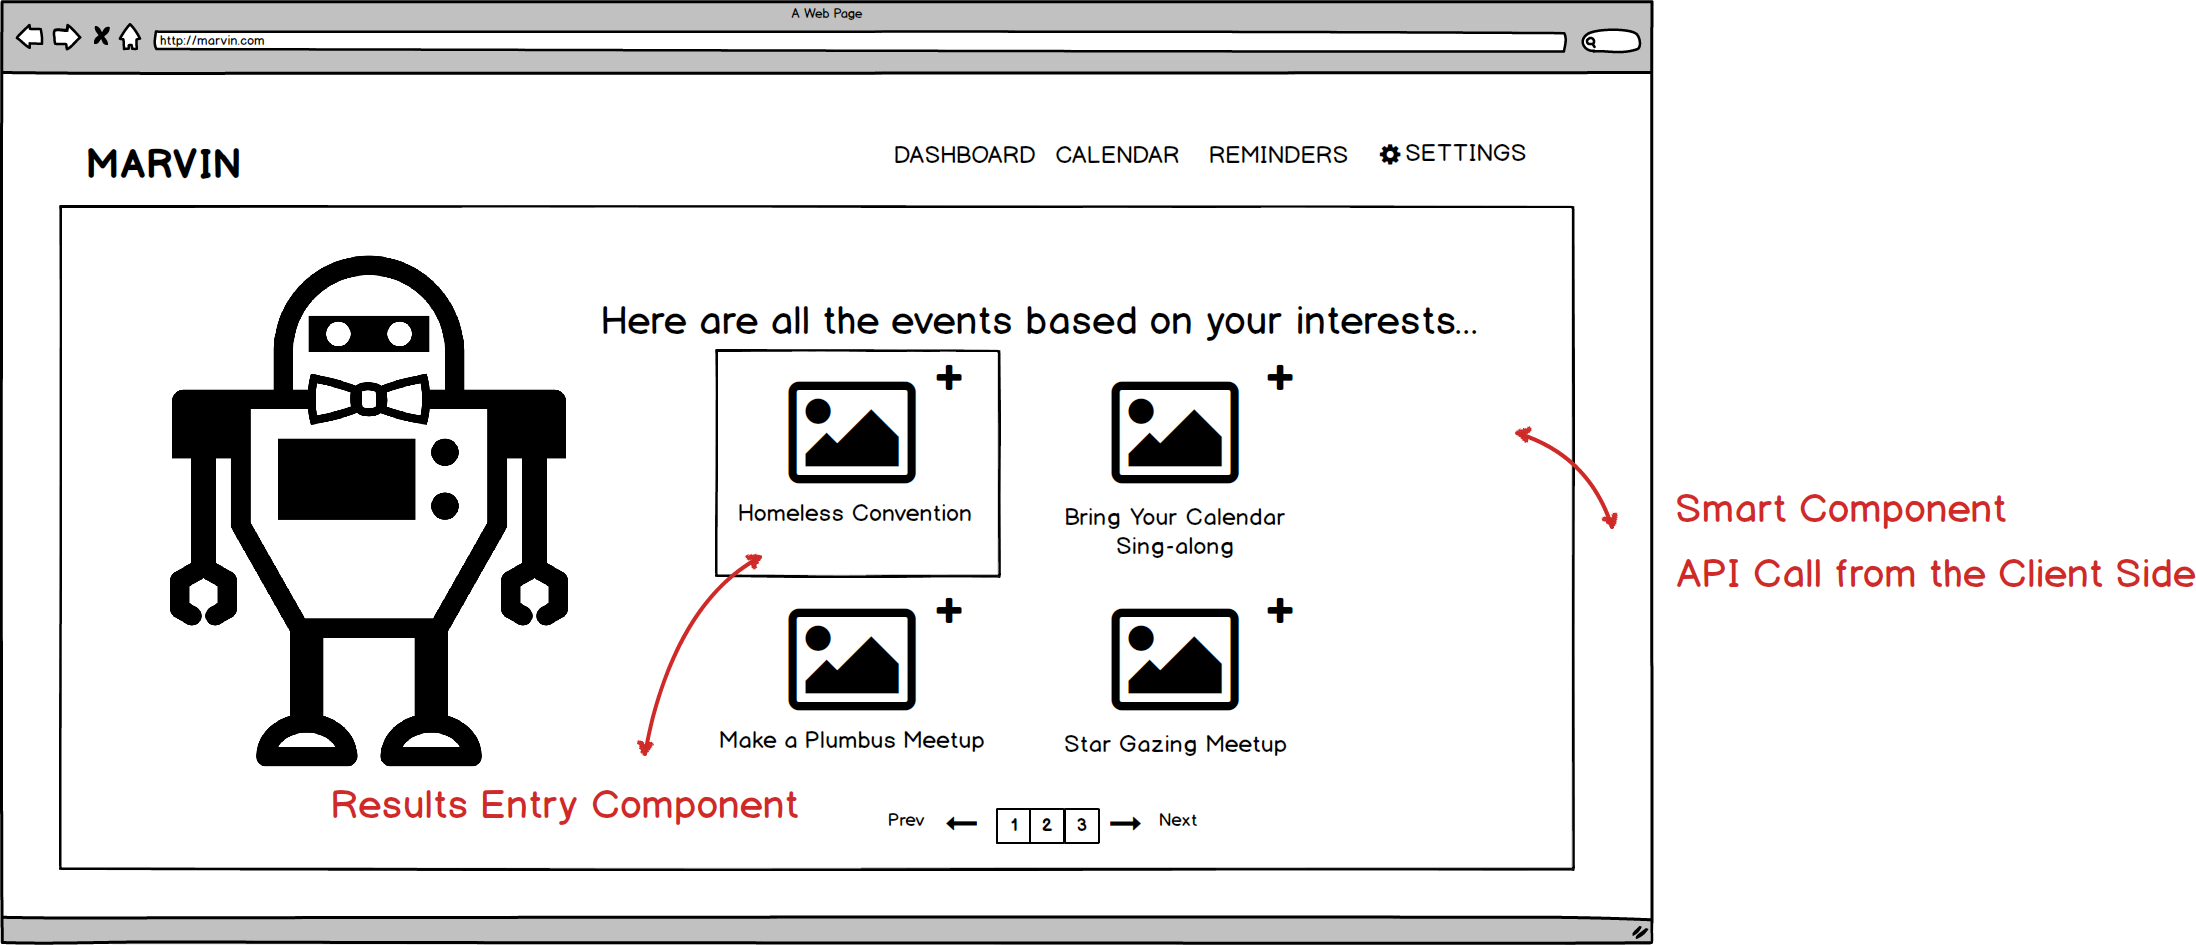 A Web Page
http://marvin.com
MARVIN
DASHBOARD CALENDAR REMINDERS SETTINGS
Here are all the events based on your interests...
Homeless Convention
Bring Your Calendar
Sing-along
Smart Component
API Call from the Client Side
Make a Plumbus Meetup
Star Gazing Meetup
Results Entry Component
Prev 1 2 3 Next